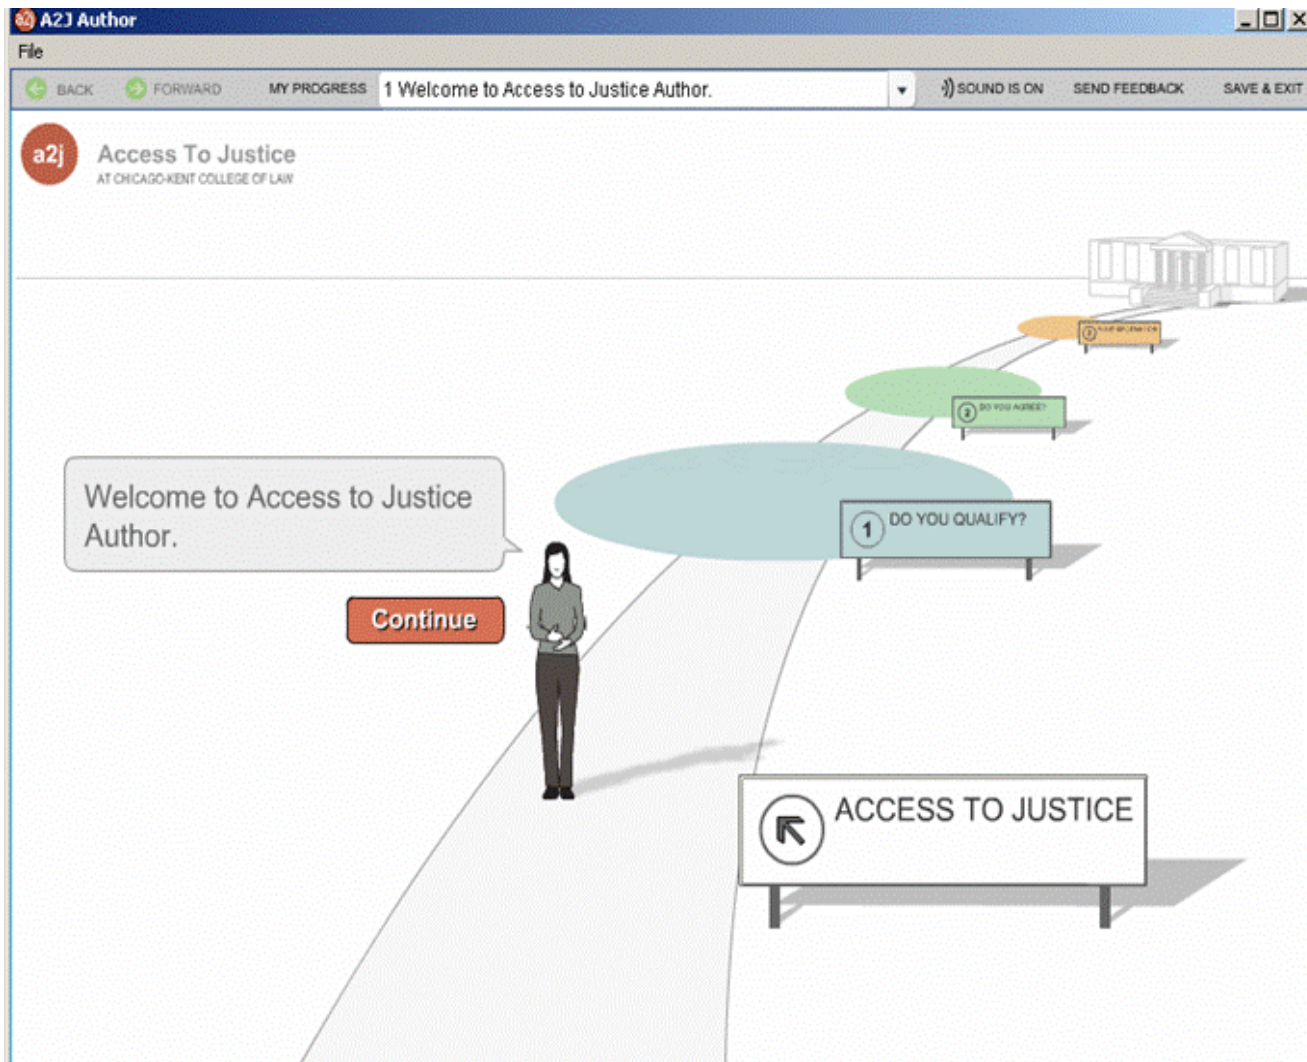 A2J Author
File
BACK FORWARD MY PROGRESS 1 Welcome to Access to Justice Author. SOUND IS ON SEND FEEDBACK SAVE & EXIT
a2j
Access To Justice
AT CHICAGO-KENT COLLEGE OF LAW
2 DO YOU AGREE?
1 DO YOU QUALIFY?
Welcome to Access to Justice
Author.
Continue
ACCESS TO JUSTICE